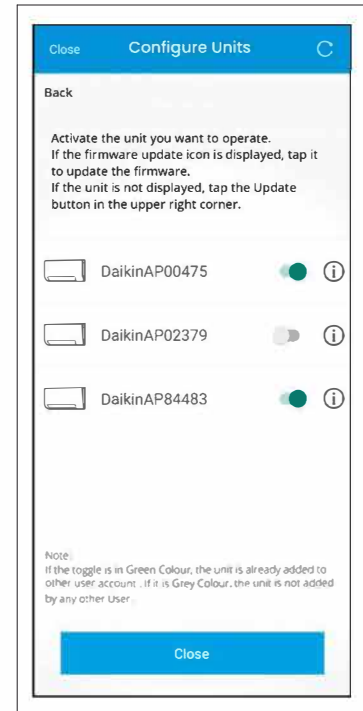 Close Configure Units
Back
Activate the unit you want to operate.
If the firmware update icon is displayed, tap it
to update the firmware.
If the unit is not displayed, tap the Update
button in the upper right corner.
DaikinAP00475
DaikinAP02379
DaikinAP84483
Note
If the toggle is in Green Colour, the unit is already added to
other user account . If it is Grey Colour, the unit is not added
by any other User
Close